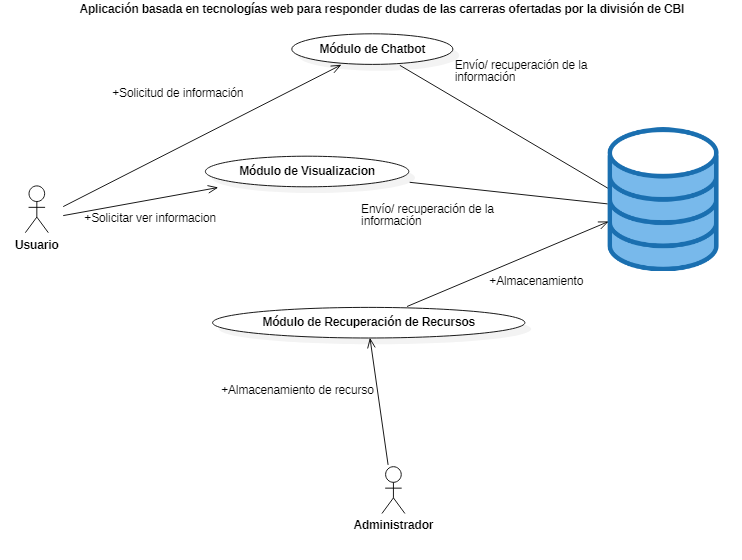 Aplicación basada en tecnologías web para responder dudas de las carreras ofertadas por la división de CBI
Módulo de Chatbot
Envío/ recuperación de la
información
+Solicitud de información
Módulo de Visualizacion
+Solicitar ver informacion
Envío/ recuperación de la
información
Usuario
+Almacenamiento
Módulo de Recuperación de Recursos
+Almacenamiento de recurso
Administrador